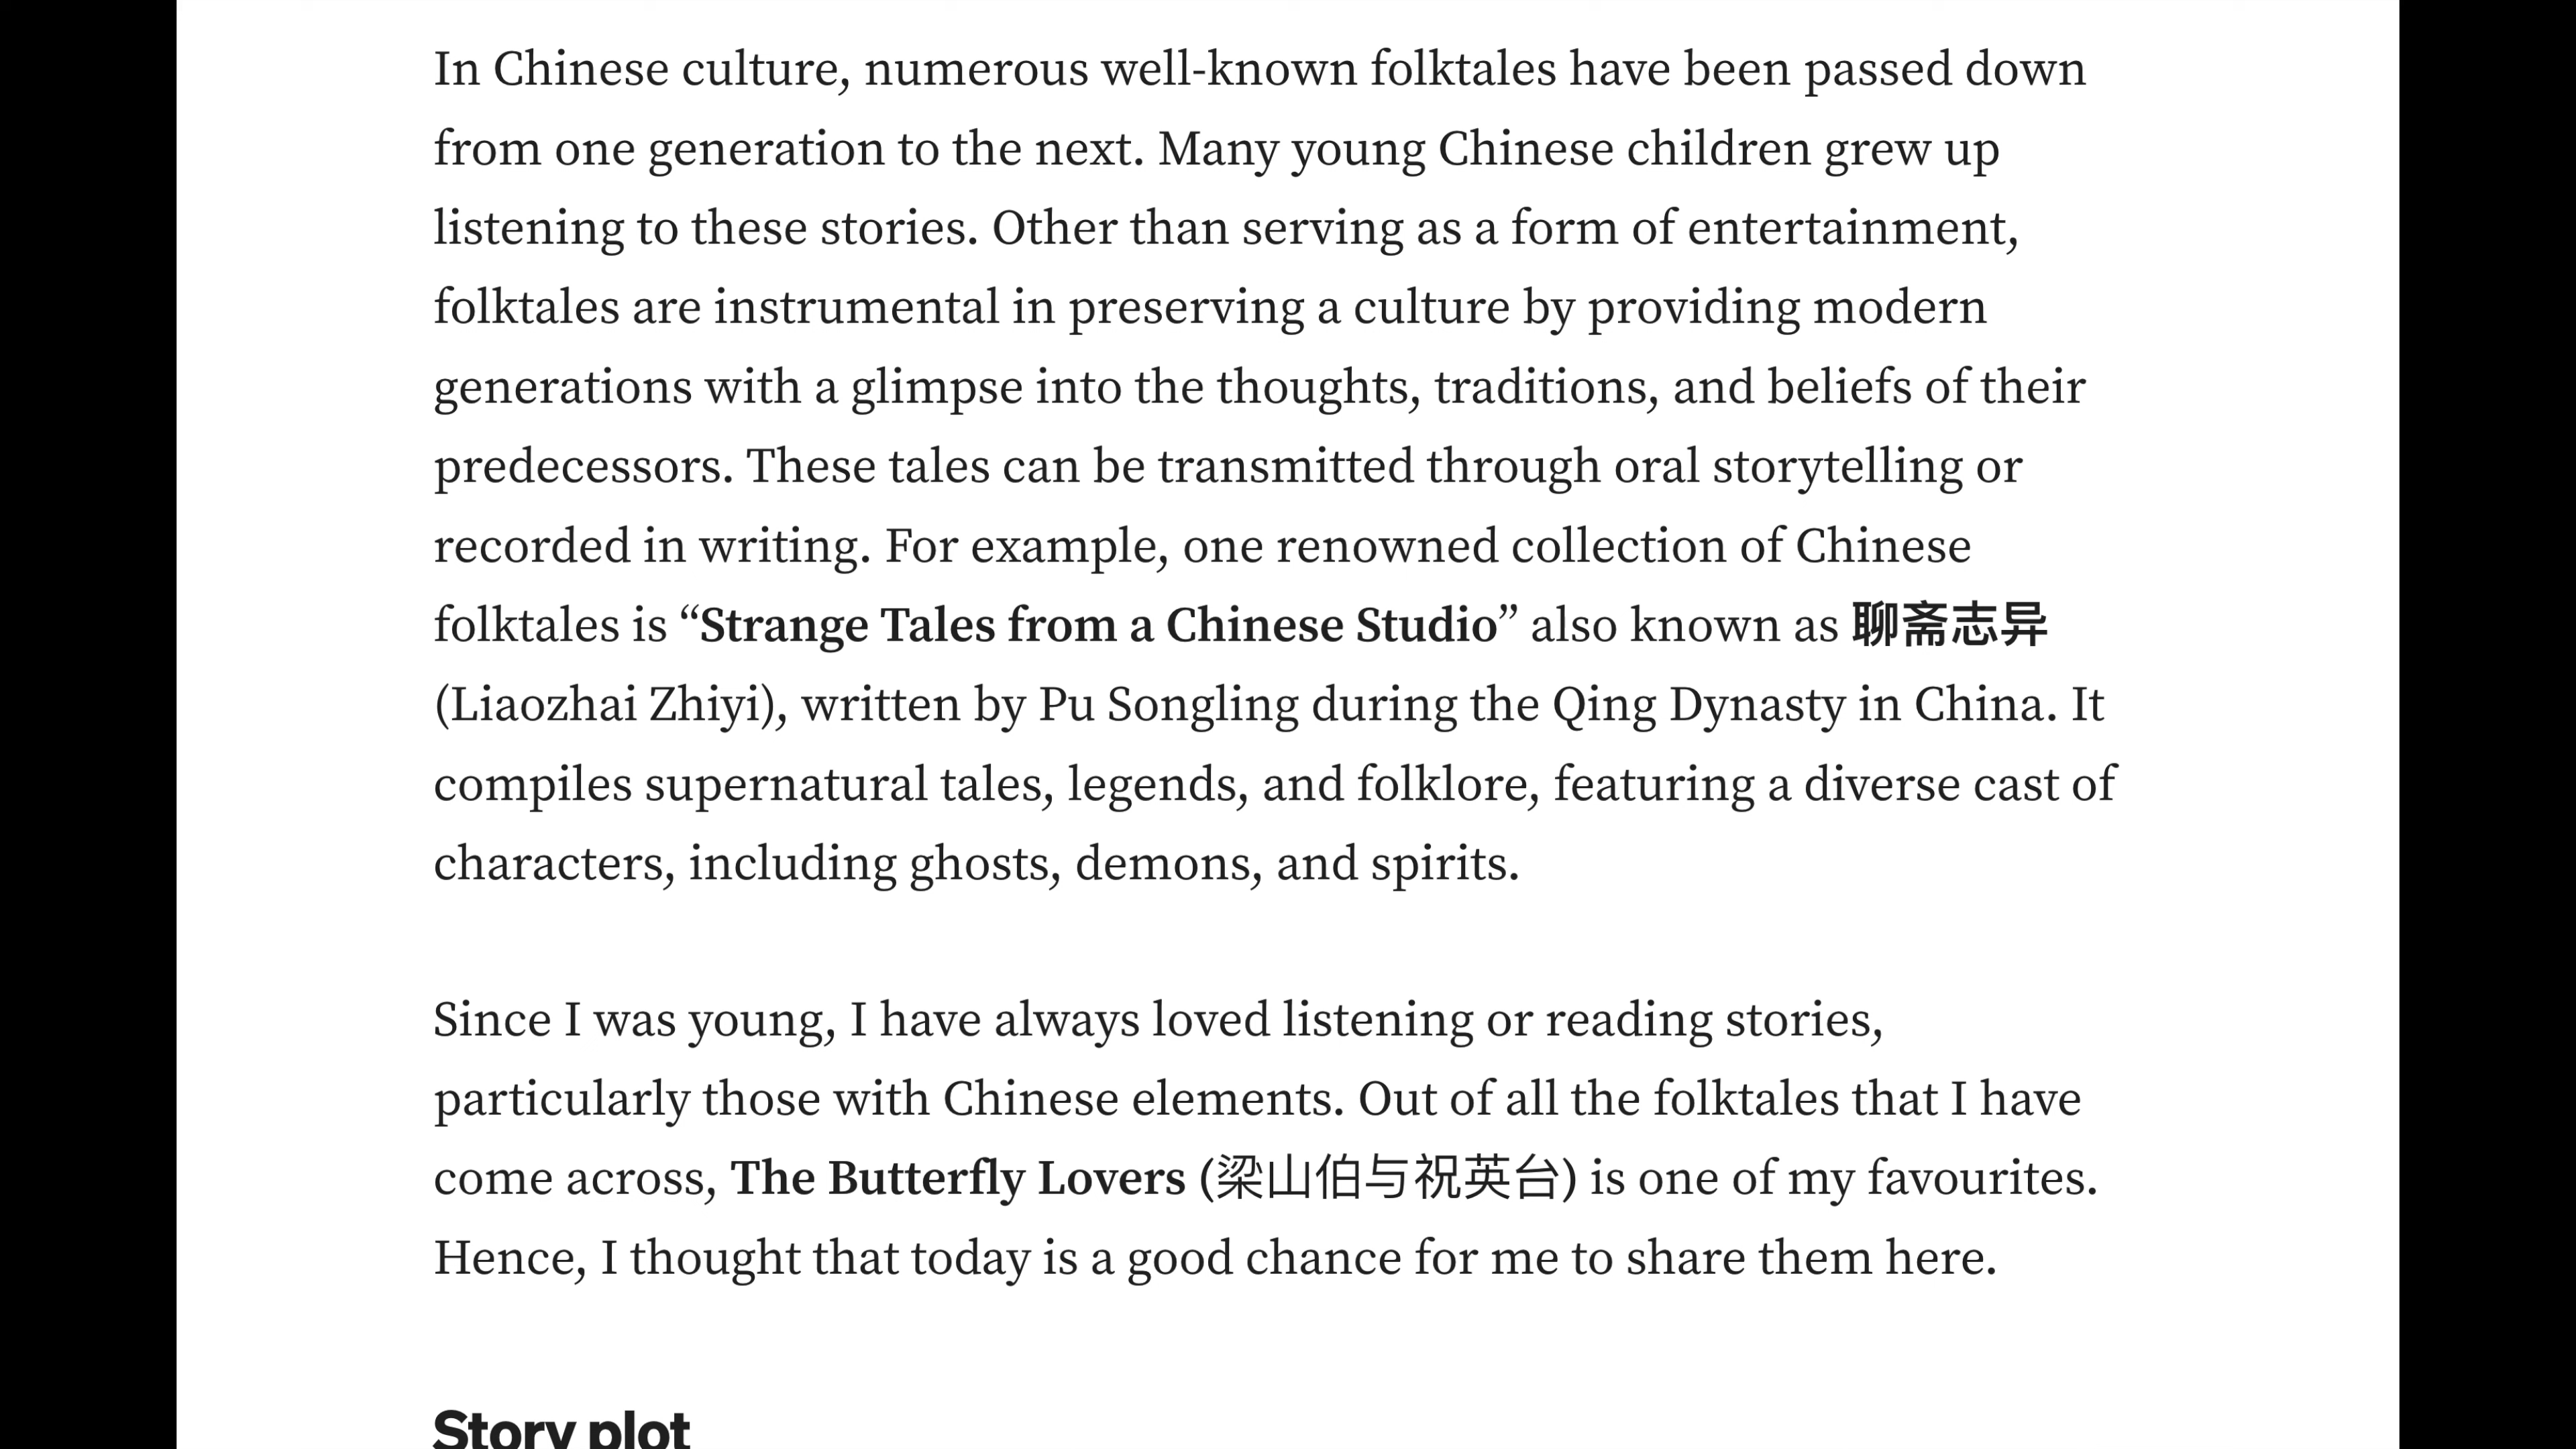 In Chinese culture, numerous well-known folktales have been passed down
from one generation to the next. Many young Chinese children grew up
listening to these stories. Other than serving as a form of entertainment,
folktales are instrumental in preserving a culture by providing modern
generations with a glimpse into the thoughts, traditions, and beliefs of their
predecessors. These tales can be transmitted through oral storytelling or
recorded in writing. For example, one renowned collection of Chinese
folktales is “Strange Tales from a Chinese Studio” also known as 聊斋志异
(Liaozhai Zhiyi), written by Pu Songling during the Qing Dynasty in China. It
compiles supernatural tales, legends, and folklore, featuring a diverse cast of
characters, including ghosts, demons, and spirits.
Since I was young, I have always loved listening or reading stories,
particularly those with Chinese elements. Out of all the folktales that I have
come across, The Butterfly Lovers (梁山伯与祝英台) is one of my favourites.
Hence, I thought that today is a good chance for me to share them here.
Story plot